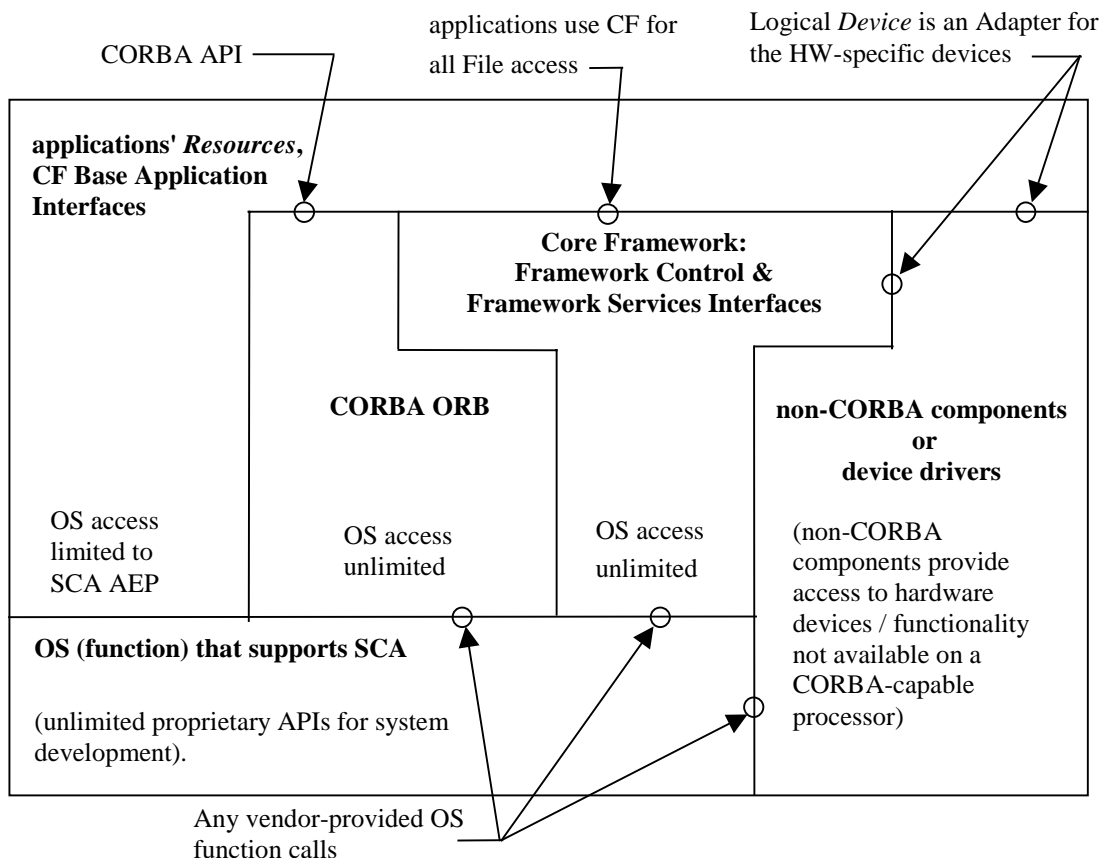 CORBA API
applications use CF for
all File access
Logical Device is an Adapter for
the HW-specific devices
applications' Resources,
CF Base Application
Interfaces
Core Framework:
Framework Control &
Framework Services Interfaces
CORBA ORB
non-CORBA components
or
device drivers
OS access
limited to
SCA AEP
OS access
unlimited
OS access
unlimited
(non-CORBA
components provide
access to hardware
devices / functionality
not available on a
CORBA-capable
processor)
OS (function) that supports SCA
(unlimited proprietary APIs for system
development).
Any vendor-provided OS
function calls